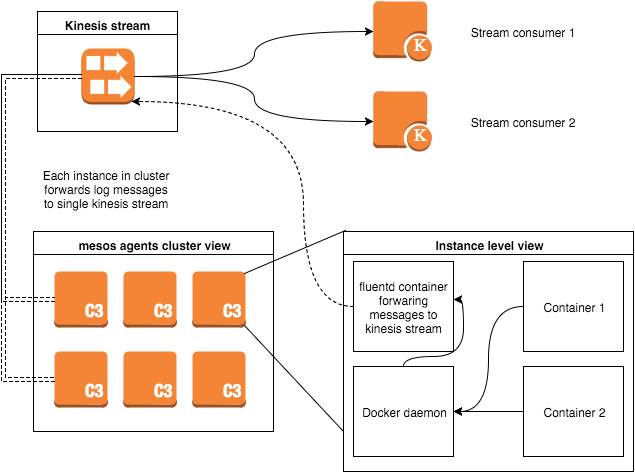 Kinesis stream
K
Stream consumer 1
K
Stream consumer 2
Each instance in cluster
forwards log messages
to single kinesis stream
mesos agents cluster view
C3
C3
C3
C3
C3
C3
Instance level view
fluentd container
forwaring
messages to
kinesis stream
Container 1
Docker daemon
Container 2